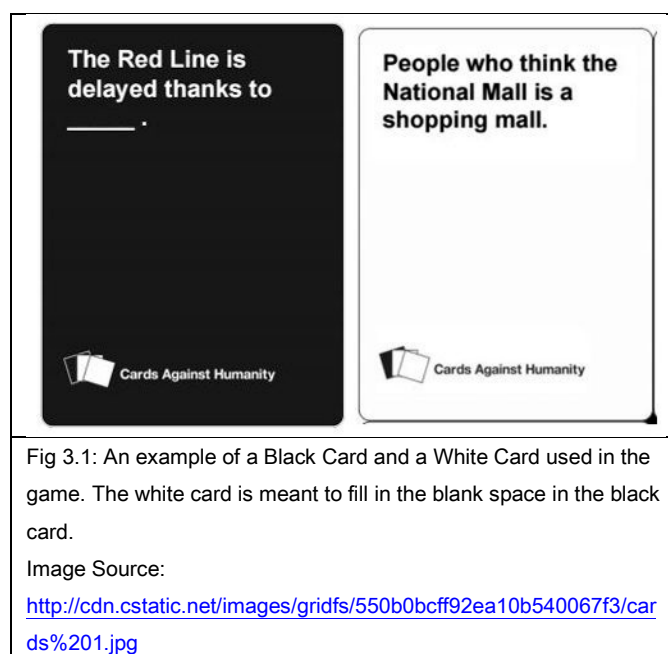 The Red Line is
delayed thanks to
_____ .
Cards Against Humanity
People who think the
National Mall is a
shopping mall.
Cards Against Humanity
Fig 3.1: An example of a Black Card and a White Card used in the
game. The white card is meant to fill in the blank space in the black
card.
Image Source:
http://cdn.cstatic.net/images/gridfs/550b0bcff92ea10b540067f3/car
ds%201.jpg